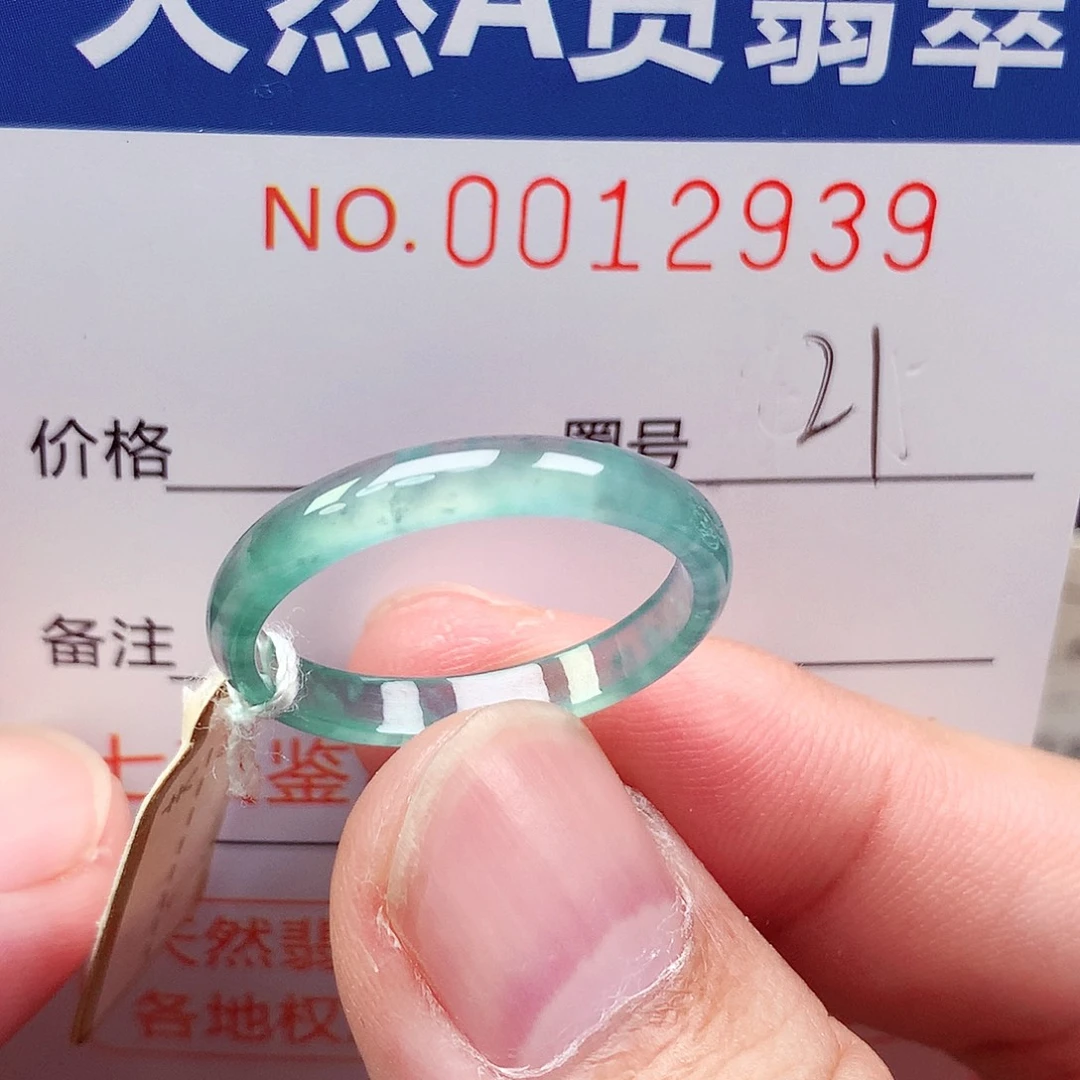 天然A货翡翠
NO. 0012939
价格 圈号 21
备注
七 鉴
天然翡
各地权